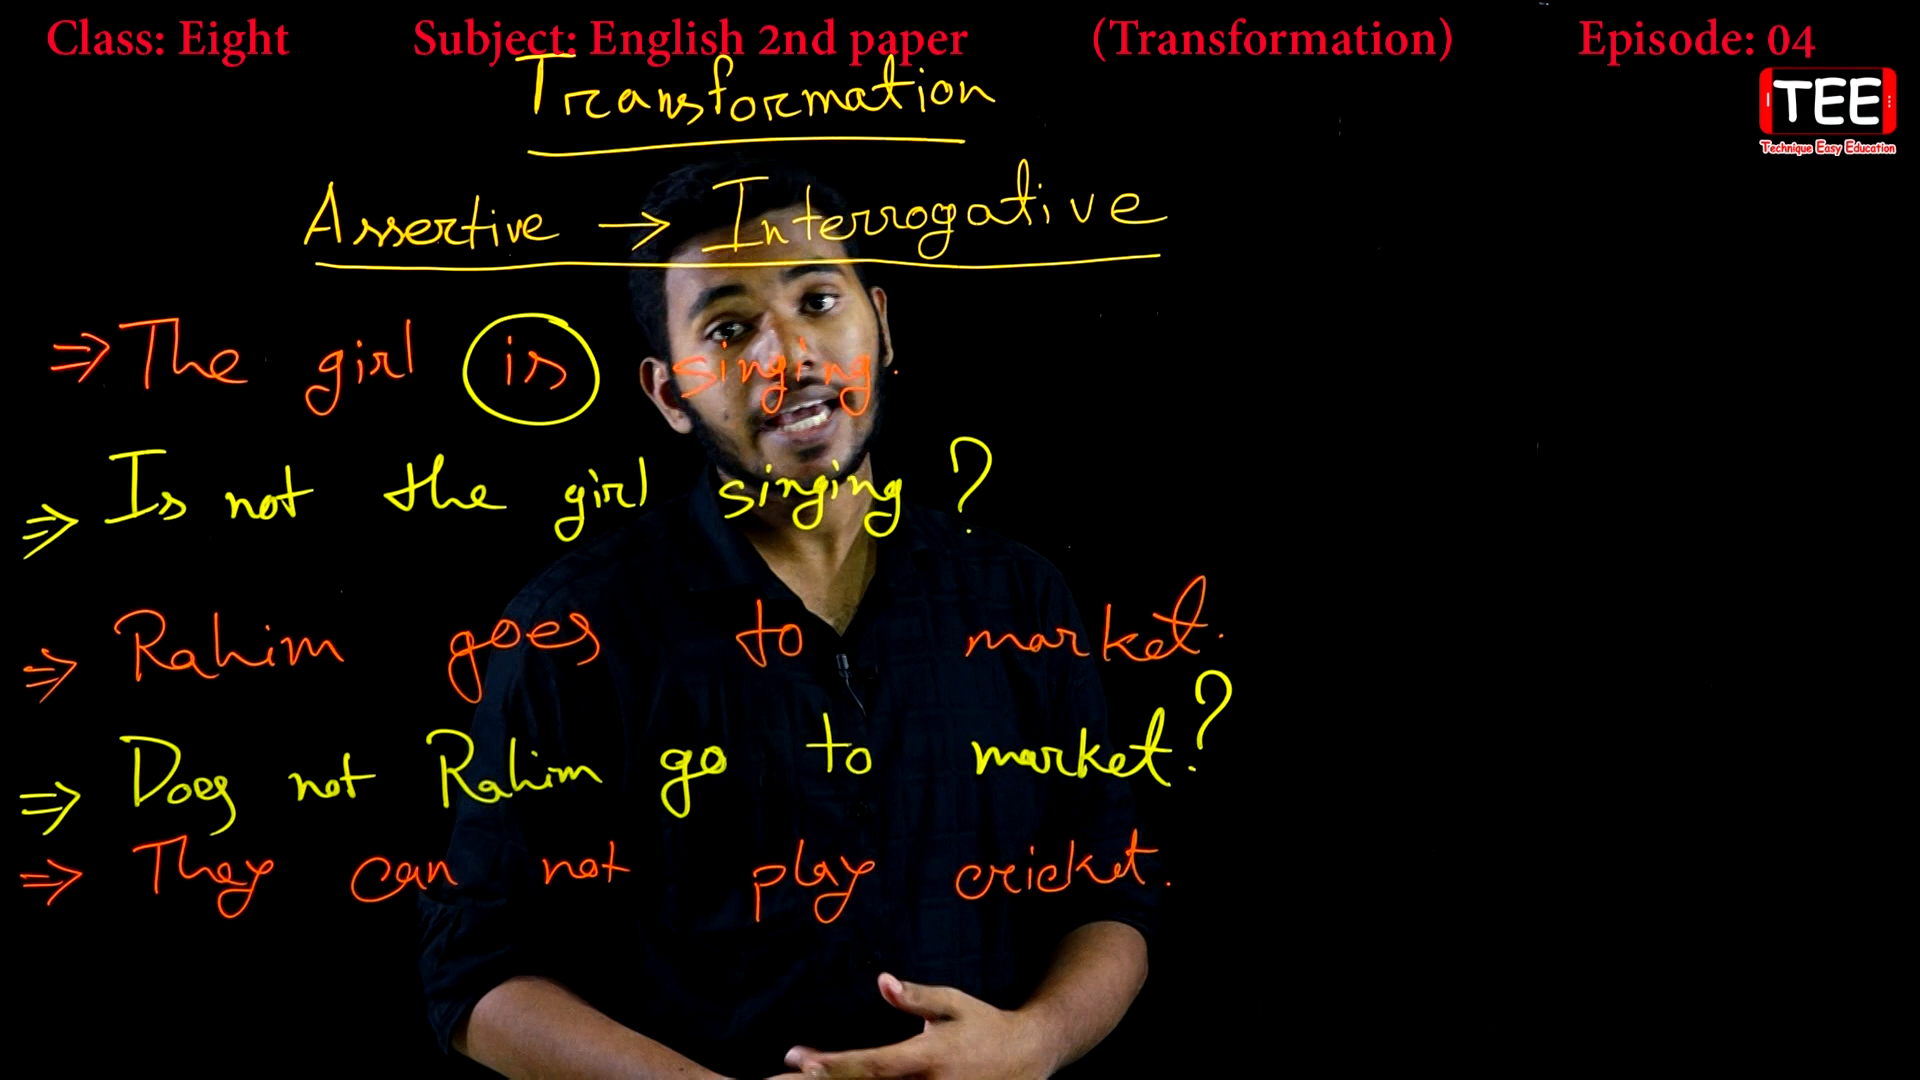 Class: Eight Subject: English 2nd paper (Transformation) Episode: 04
TEE
Technique Easy Education
Transformation
Assertive → Interrogative
⇒ The girl is singing.
⇒ Is not the girl singing?
⇒ Rahim goes to market.
⇒ Does not Rahim go to market?
⇒ They can not play cricket.